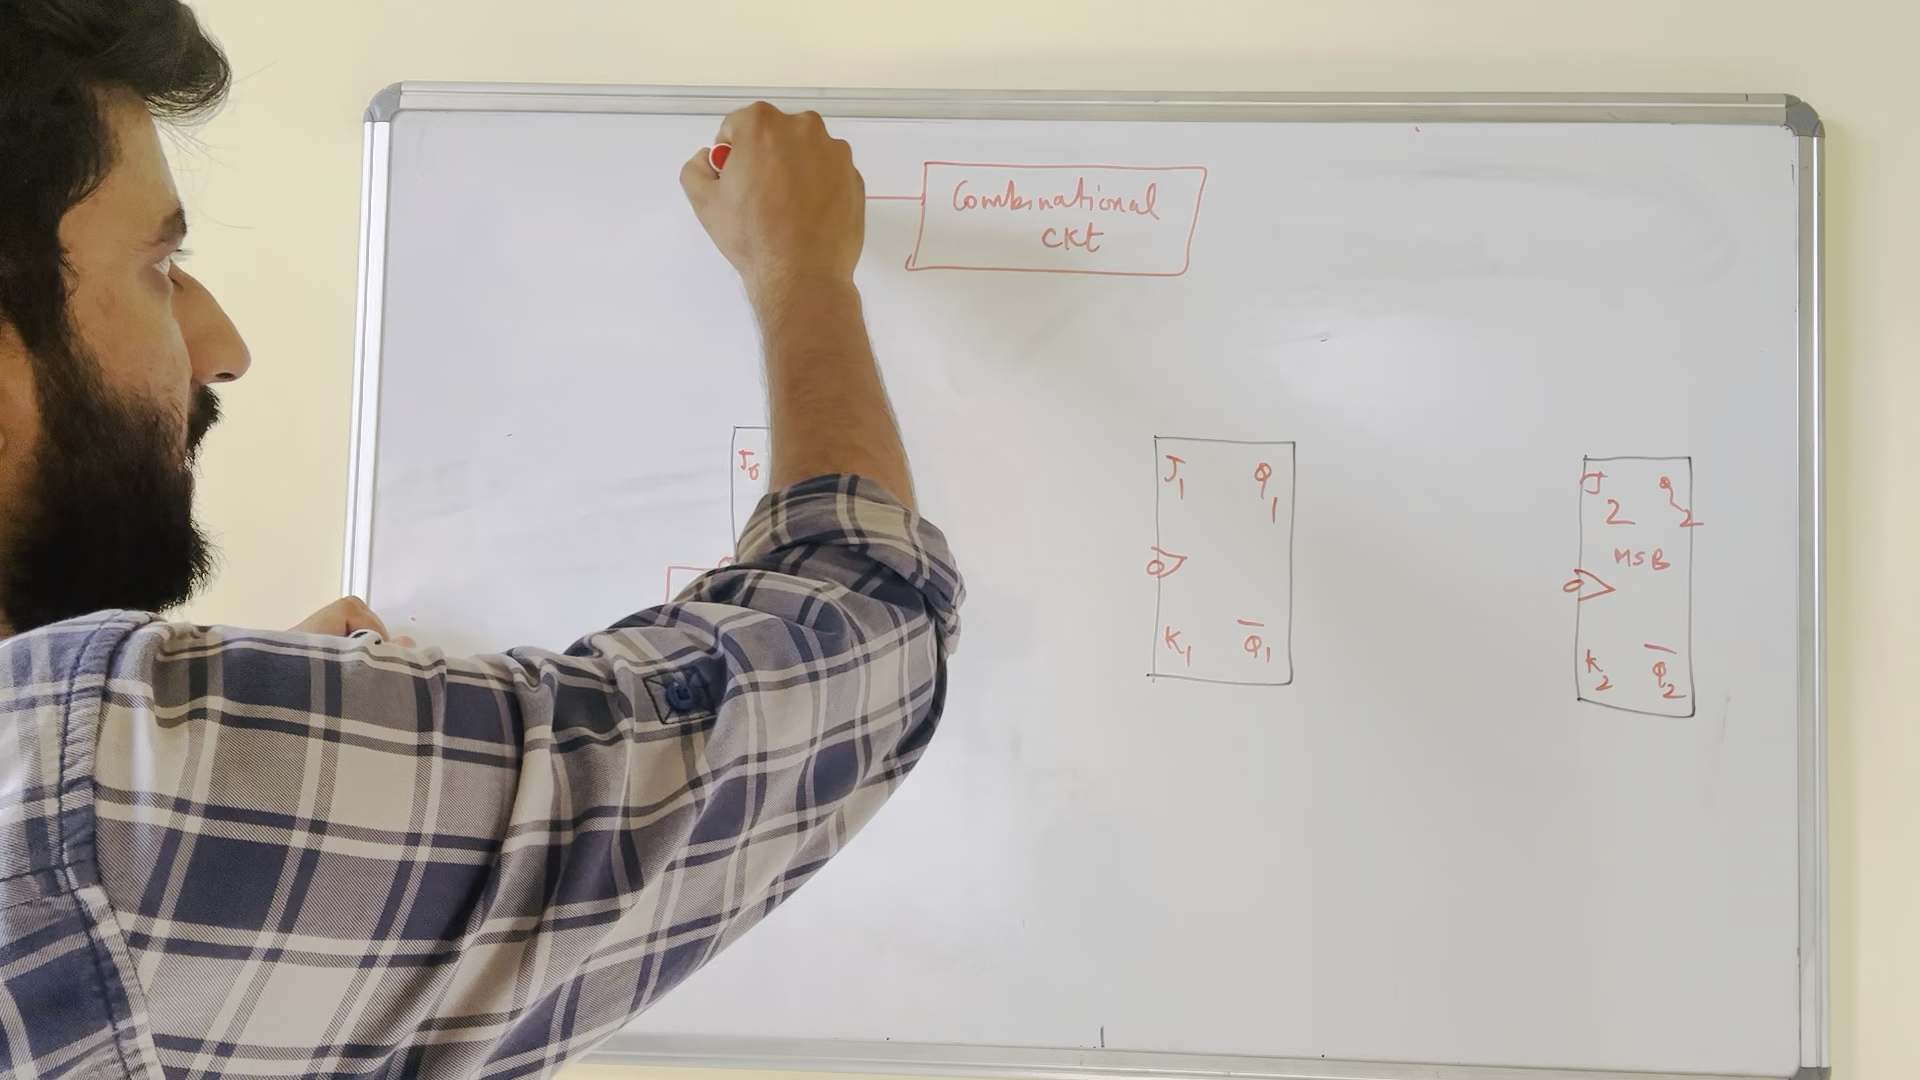 Combinational
Ckt
J0
J1 Q1
K1 Q̅1
J2 Q2
MSB
K2 Q̅2